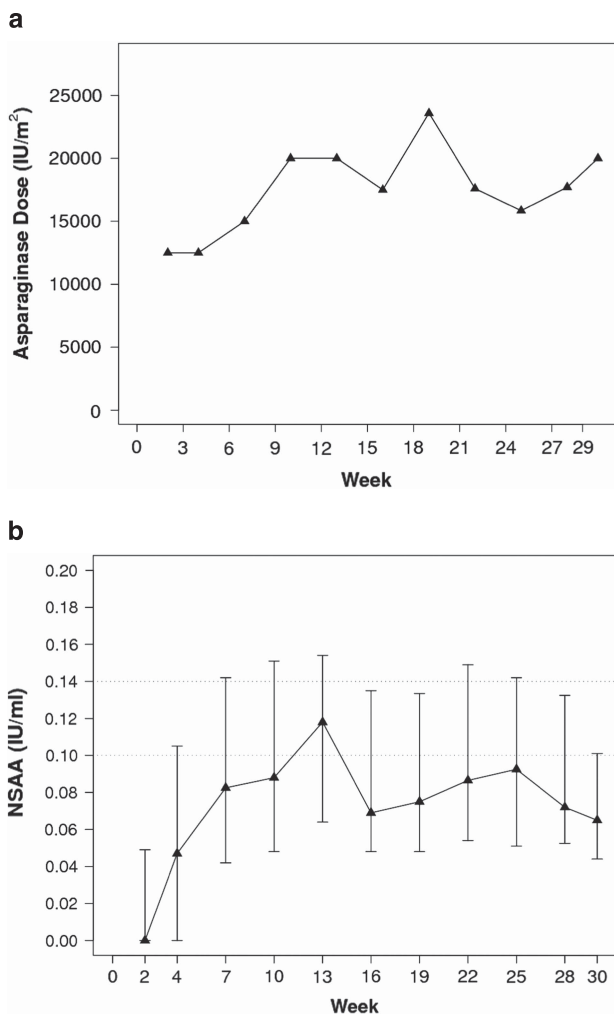 a
Asparaginase Dose (IU/m²)
25000
20000
15000
10000
5000
0
0 3 6 9 12 15 18 21 24 27 29
Week
b
NSAA (IU/ml)
0.20
0.18
0.16
0.14
0.12
0.10
0.08
0.06
0.04
0.02
0.00
0 2 4 7 10 13 16 19 22 25 28 30
Week